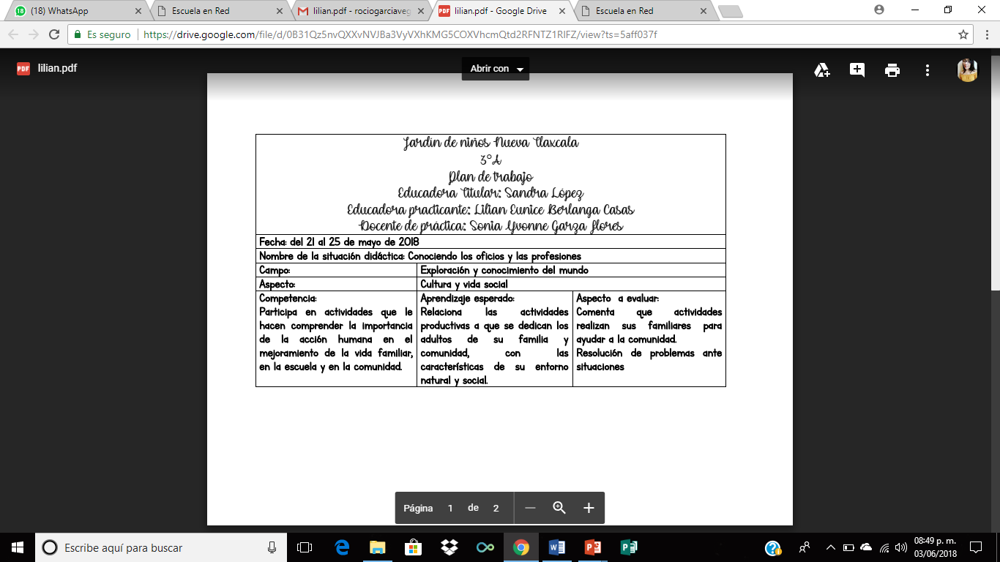 (18) WhatsApp
Escuela en Red
lilian.pdf - rociogarciaveg
lilian.pdf - Google Drive
Escuela en Red
Es seguro
https://drive.google.com/file/d/0B31Qz5nvQXXvNVJBa3VyVXhKMG5COXVhcmQtd2RFNTZ1RlFZ/view?ts=5aff037f
PDF lilian.pdf
Abrir con
Jardín de niños Nueva Tlaxcala
3°A
Plan de trabajo
Educadora Titular: Sandra López
Educadora practicante: Lilian Eunice Berlanga Casas
Docente de práctica: Sonia Yvonne Garza Flores
Fecha: del 21 al 25 de mayo de 2018
Nombre de la situación didáctica: Conociendo los oficios y las profesiones
Campo:
Exploración y conocimiento del mundo
Aspecto:
Cultura y vida social
Competencia:
Participa en actividades que le
hacen comprender la importancia
de la acción humana en el
mejoramiento de la vida familiar,
en la escuela y en la comunidad.
Aprendizaje esperado:
Relaciona las actividades
productivas a que se dedican los
adultos de su familia y
comunidad, con las
características de su entorno
natural y social.
Aspecto a evaluar:
Comenta que actividades
realizan sus familiares para
ayudar a la comunidad.
Resolución de problemas ante
situaciones
Página 1 de 2
Escribe aquí para buscar
08:49 p. m.
03/06/2018